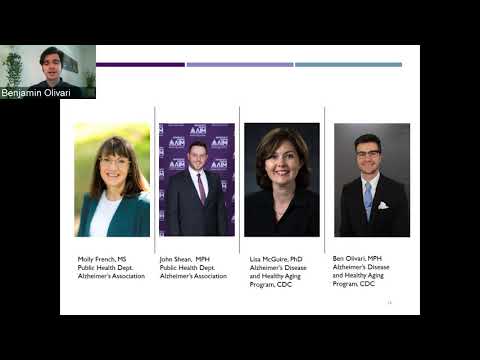 Benjamin Olivari
Molly French, MS
Public Health Dept.
Alzheimer's Association
John Shean, MPH
Public Health Dept.
Alzheimer's Association
Lisa McGuire, PhD
Alzheimer's Disease
and Healthy Aging
Program, CDC
Ben Olivari, MPH
Alzheimer's Disease
and Healthy Aging
Program, CDC